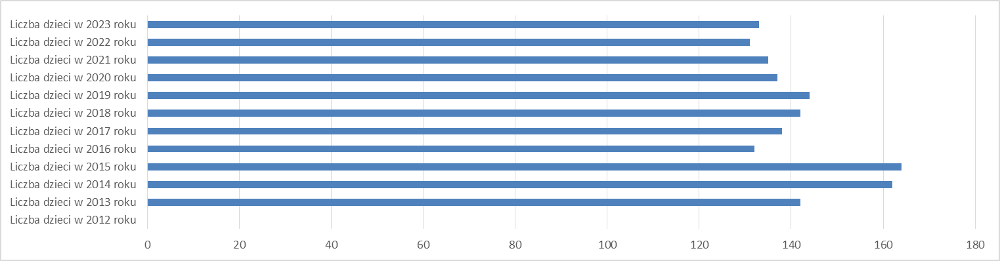 Liczba dzieci w 2023 roku
Liczba dzieci w 2022 roku
Liczba dzieci w 2021 roku
Liczba dzieci w 2020 roku
Liczba dzieci w 2019 roku
Liczba dzieci w 2018 roku
Liczba dzieci w 2017 roku
Liczba dzieci w 2016 roku
Liczba dzieci w 2015 roku
Liczba dzieci w 2014 roku
Liczba dzieci w 2013 roku
Liczba dzieci w 2012 roku
0 20 40 60 80 100 120 140 160 180